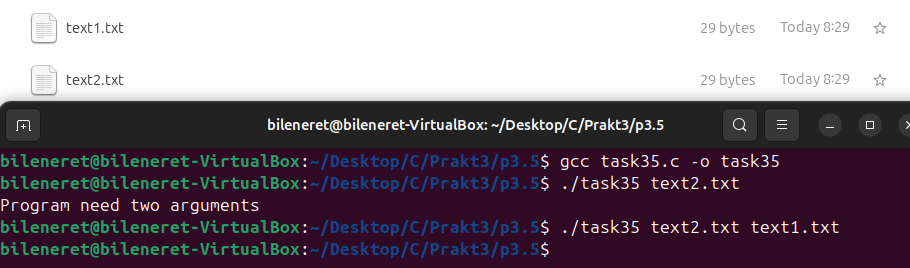 text1.txt 29 bytes Today 8:29
text2.txt 29 bytes Today 8:29
bileneret@bileneret-VirtualBox: ~/Desktop/C/Prakt3/p3.5
bileneret@bileneret-VirtualBox:~/Desktop/C/Prakt3/p3.5$ gcc task35.c -o task35
bileneret@bileneret-VirtualBox:~/Desktop/C/Prakt3/p3.5$ ./task35 text2.txt
Program need two arguments
bileneret@bileneret-VirtualBox:~/Desktop/C/Prakt3/p3.5$ ./task35 text2.txt text1.txt
bileneret@bileneret-VirtualBox:~/Desktop/C/Prakt3/p3.5$